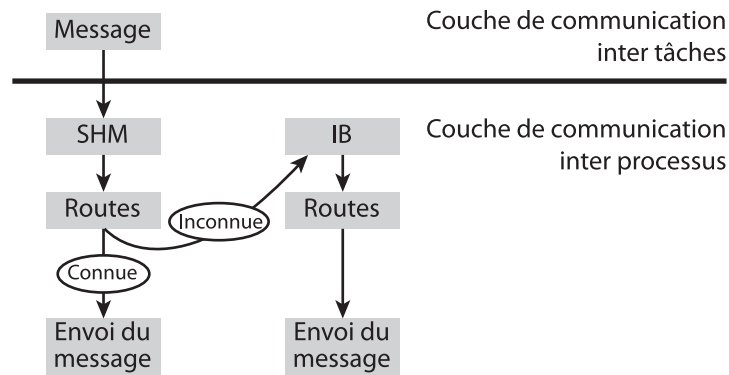 Message
Couche de communication
inter tâches
SHM
IB
Couche de communication
inter processus
Routes
Inconnue
Routes
Connue
Envoi du
message
Envoi du
message